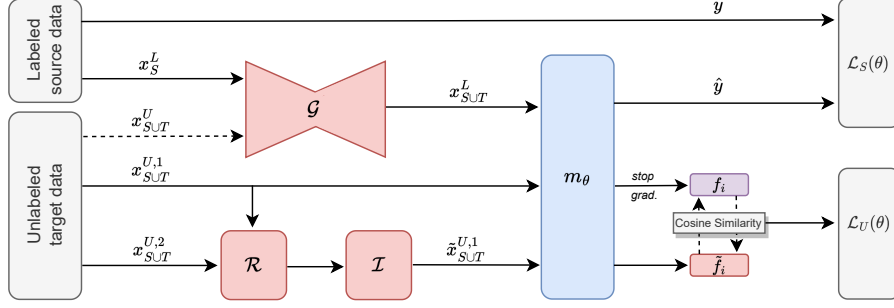 Labeled
source data
Unlabeled
target data
y
x_S^L
x_{S∪T}^U
𝒢
x_{S∪T}^L
ŷ
ℒ_S(θ)
x_{S∪T}^{U,1}
m_θ
stop
grad.
f_i
Cosine Similarity
ℒ_U(θ)
x_{S∪T}^{U,2}
ℛ
ℐ
x̃_{S∪T}^{U,1}
f̃_i